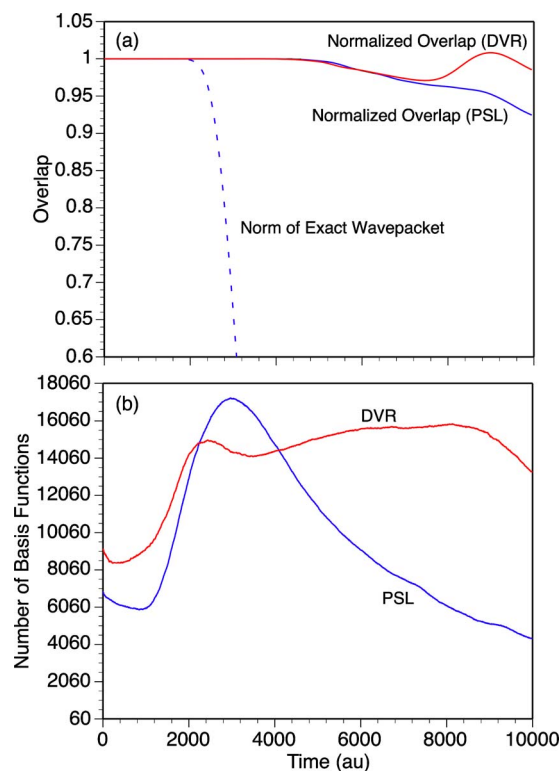 1.05
(a)
Normalized Overlap (DVR)
1
0.95
Normalized Overlap (PSL)
0.9
0.85
Overlap
0.8
Norm of Exact Wavepacket
0.75
0.7
0.65
0.6
18060
(b)
16060
DVR
14060
12060
10060
Number of Basis Functions
8060
6060
PSL
4060
2060
60
0 2000 4000 6000 8000 10000
Time (au)